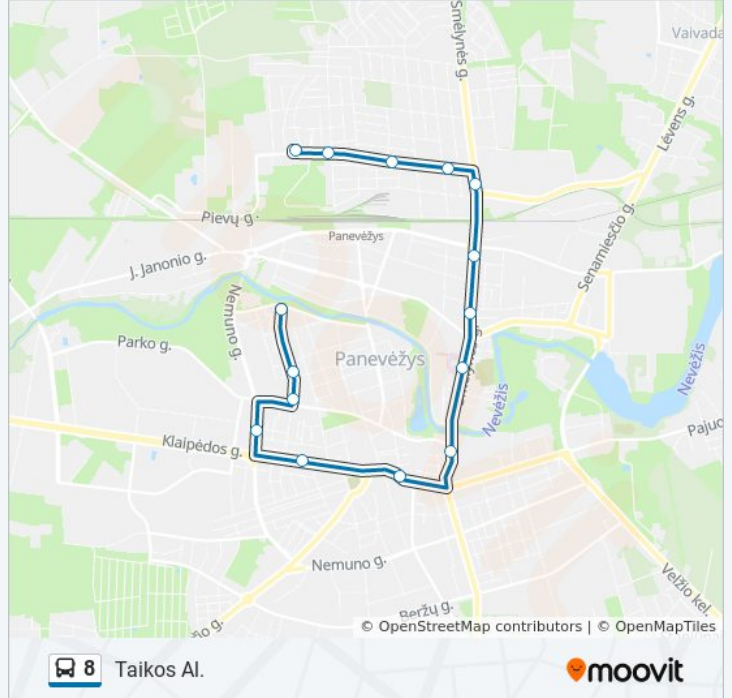 Smėlynės g.
Vaivada
Lėvens g.
Pievų g.
Panevėžys
Senamiesčio g.
J. Janonio g.
Nemuno g.
Parko g.
Panevėžys
Nevėžis
Nevėžis
Klaipėdos g.
Pajuo
Nemuno g.
Velžio kel.
Beržų g.
šio g.
© OpenStreetMap contributors | © OpenMapTiles
8 Taikos Al.
moovit